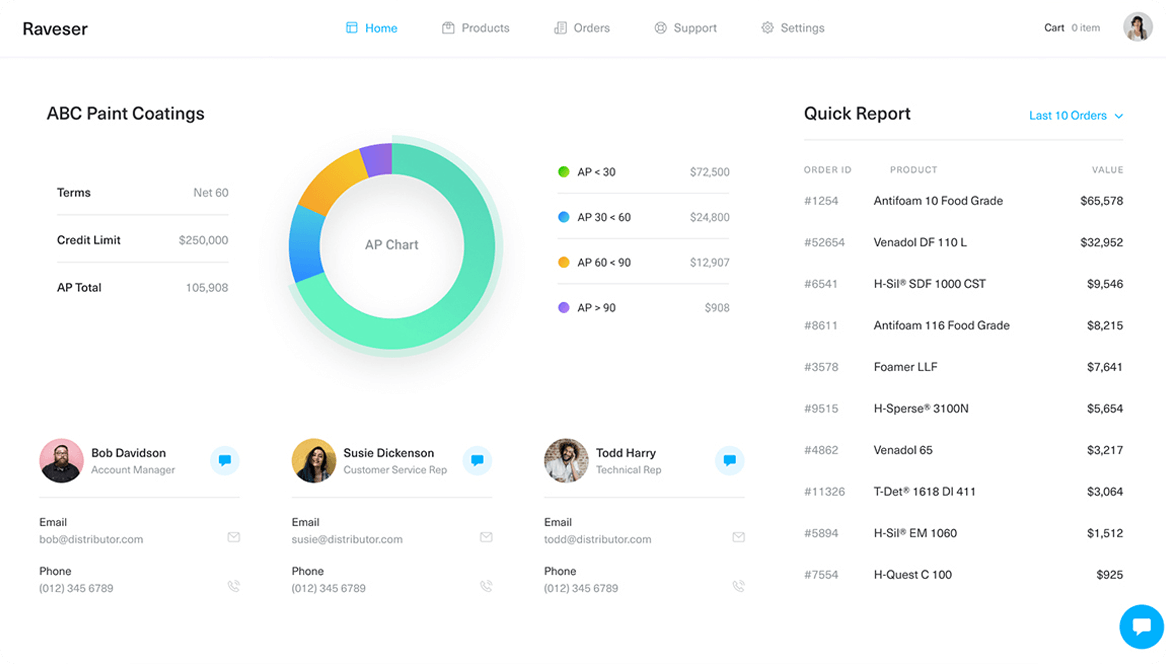 Raveser
Home
Products
Orders
Support
Settings
Cart 0 item
ABC Paint Coatings
Terms Net 60
Credit Limit $250,000
AP Total 105,908
AP Chart
AP < 30 $72,500
AP 30 < 60 $24,800
AP 60 < 90 $12,907
AP > 90 $908
Quick Report
Last 10 Orders
ORDER ID PRODUCT VALUE
#1254 Antifoam 10 Food Grade $65,578
#52654 Venadol DF 110 L $32,952
#6541 H-Sil® SDF 1000 CST $9,546
#8611 Antifoam 116 Food Grade $8,215
#3578 Foamer LLF $7,641
#9515 H-Sperse® 3100N $5,654
#4862 Venadol 65 $3,217
#11326 T-Det® 1618 DI 411 $3,064
#5894 H-Sil® EM 1060 $1,512
#7554 H-Quest C 100 $925
Bob Davidson
Account Manager
Email
bob@distributor.com
Phone
(012) 345 6789
Susie Dickenson
Customer Service Rep
Email
susie@distributor.com
Phone
(012) 345 6789
Todd Harry
Technical Rep
Email
todd@distributor.com
Phone
(012) 345 6789